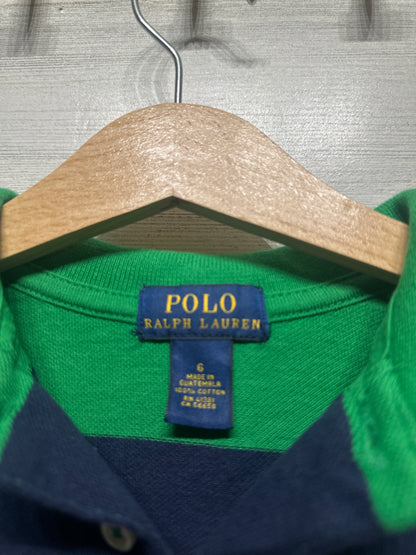 POLO
RALPH LAUREN
6
MADE IN
GUATEMALA
100% COTTON
RN 41381
CA 56658